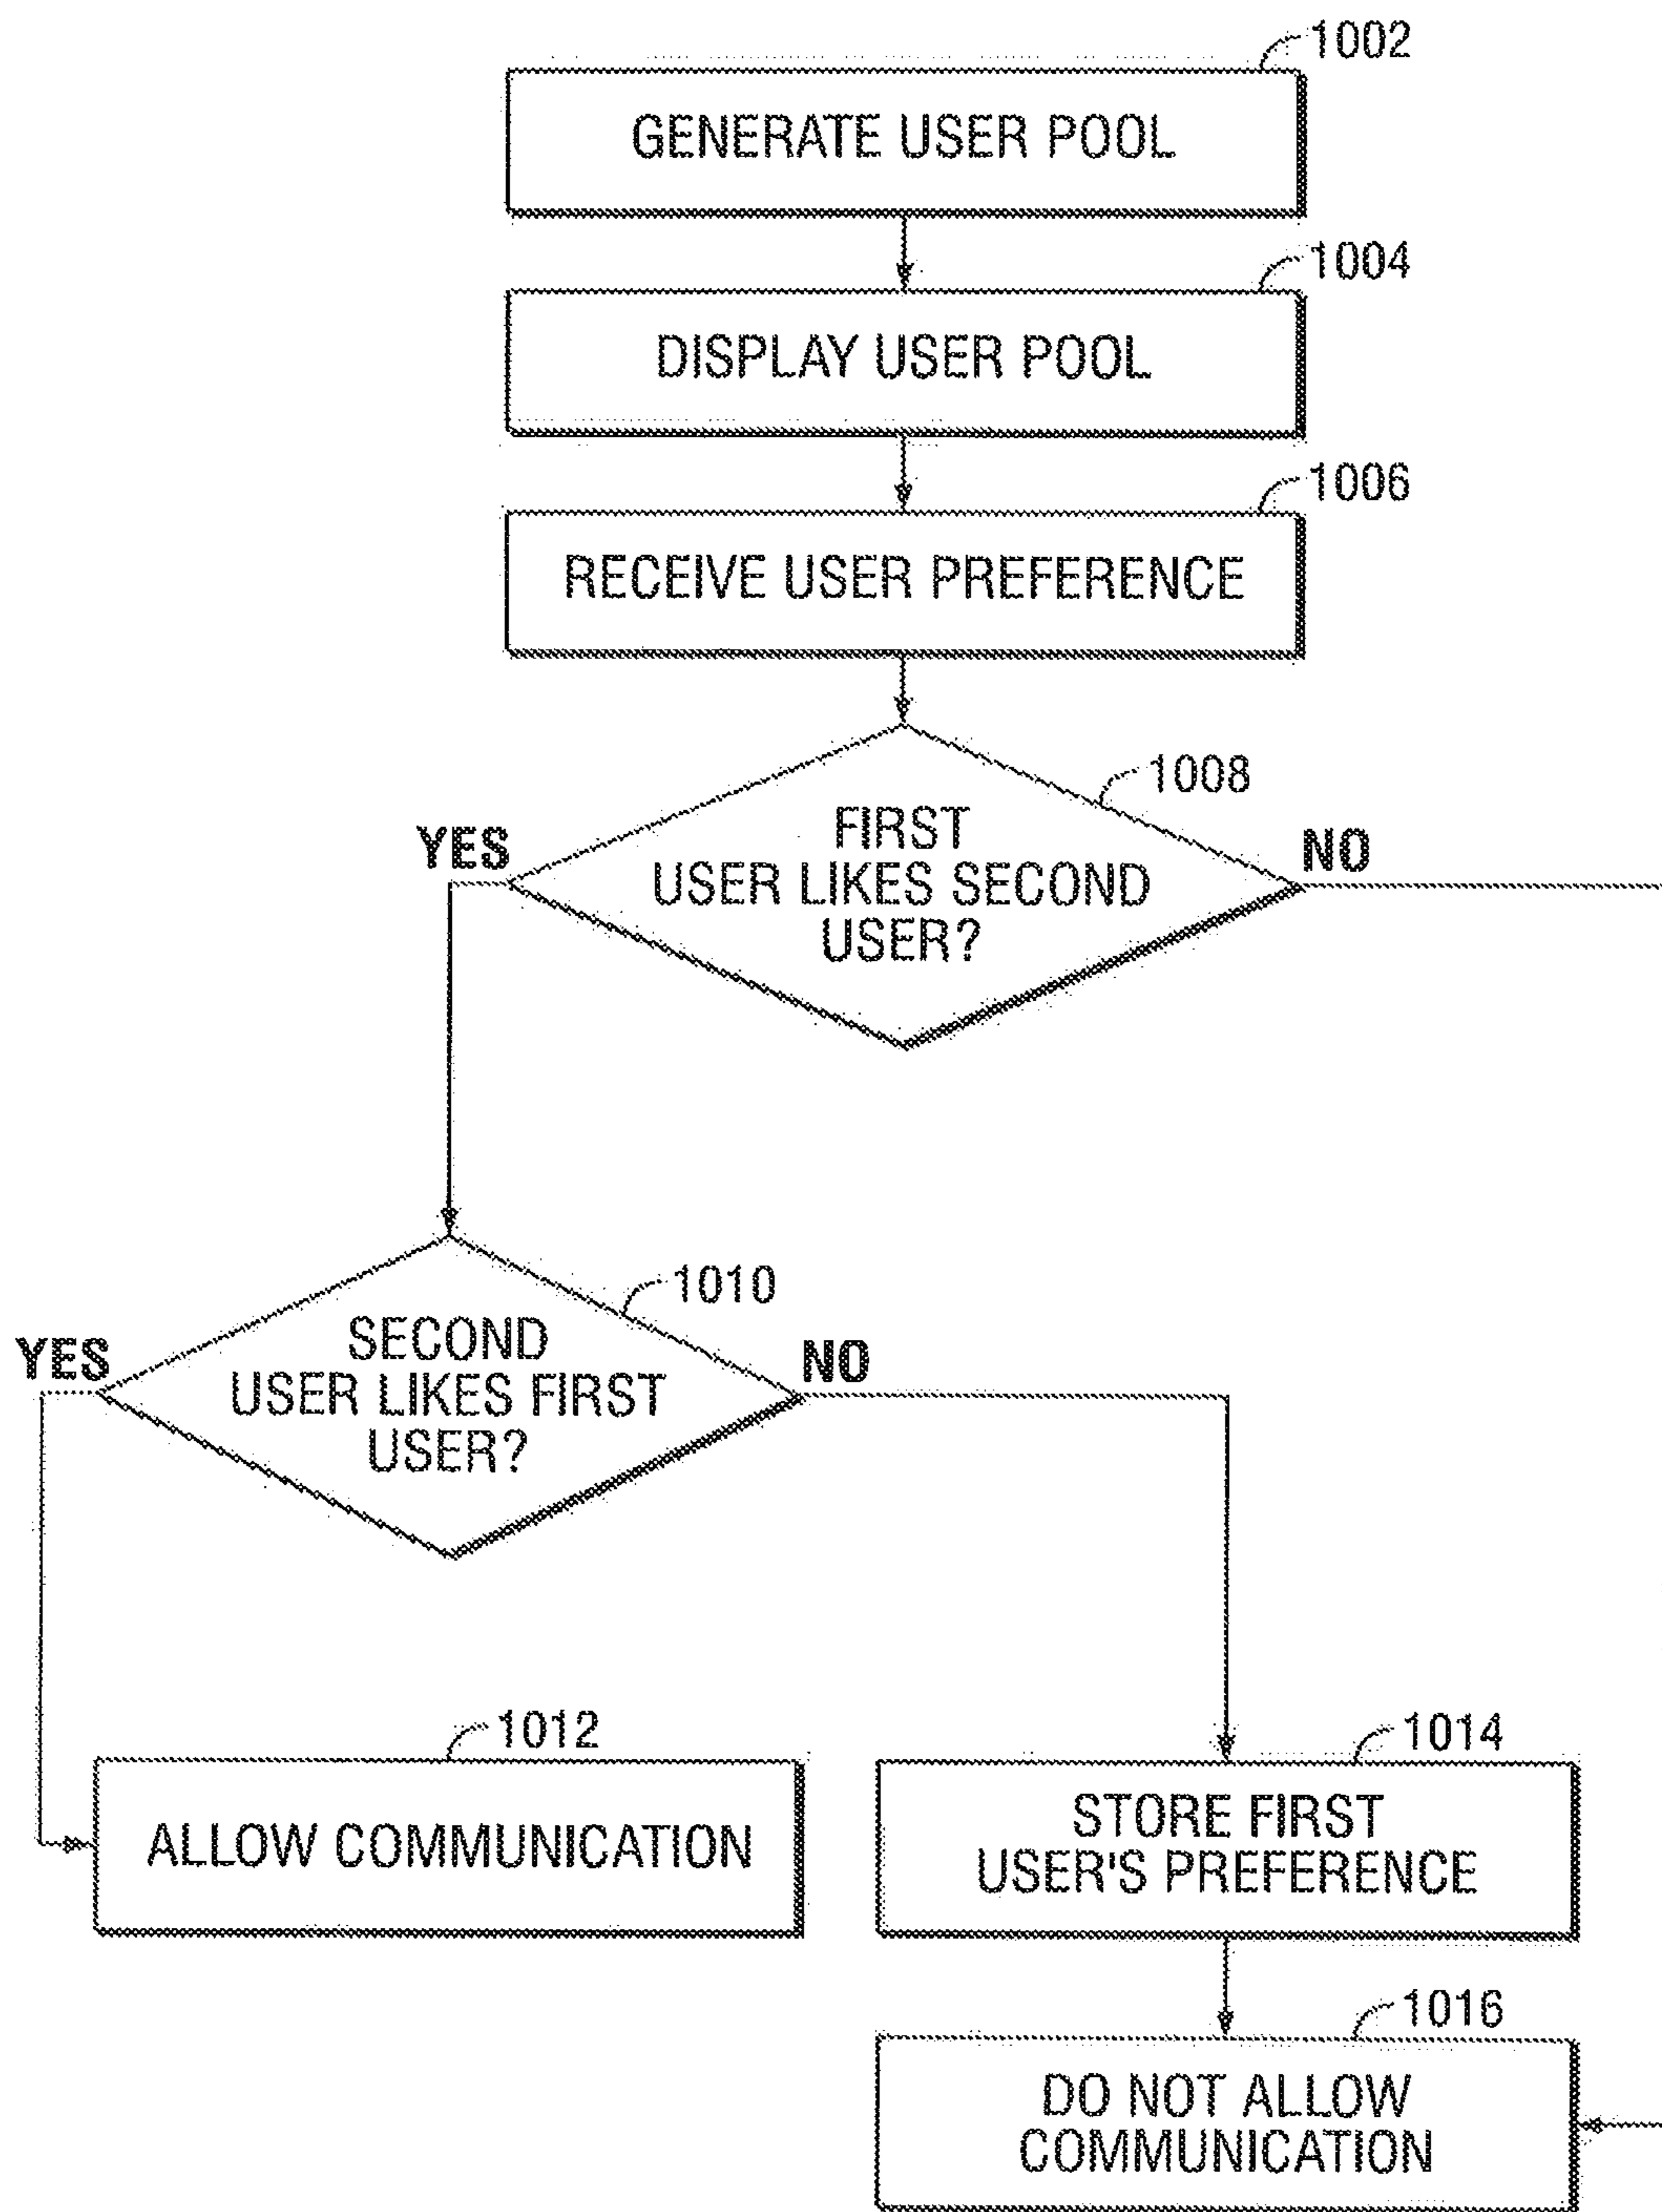 1002
GENERATE USER POOL
1004
DISPLAY USER POOL
1006
RECEIVE USER PREFERENCE
1008
FIRST
USER LIKES SECOND
USER?
YES
NO
1010
SECOND
USER LIKES FIRST
USER?
YES
NO
1012
ALLOW COMMUNICATION
1014
STORE FIRST
USER'S PREFERENCE
1016
DO NOT ALLOW
COMMUNICATION